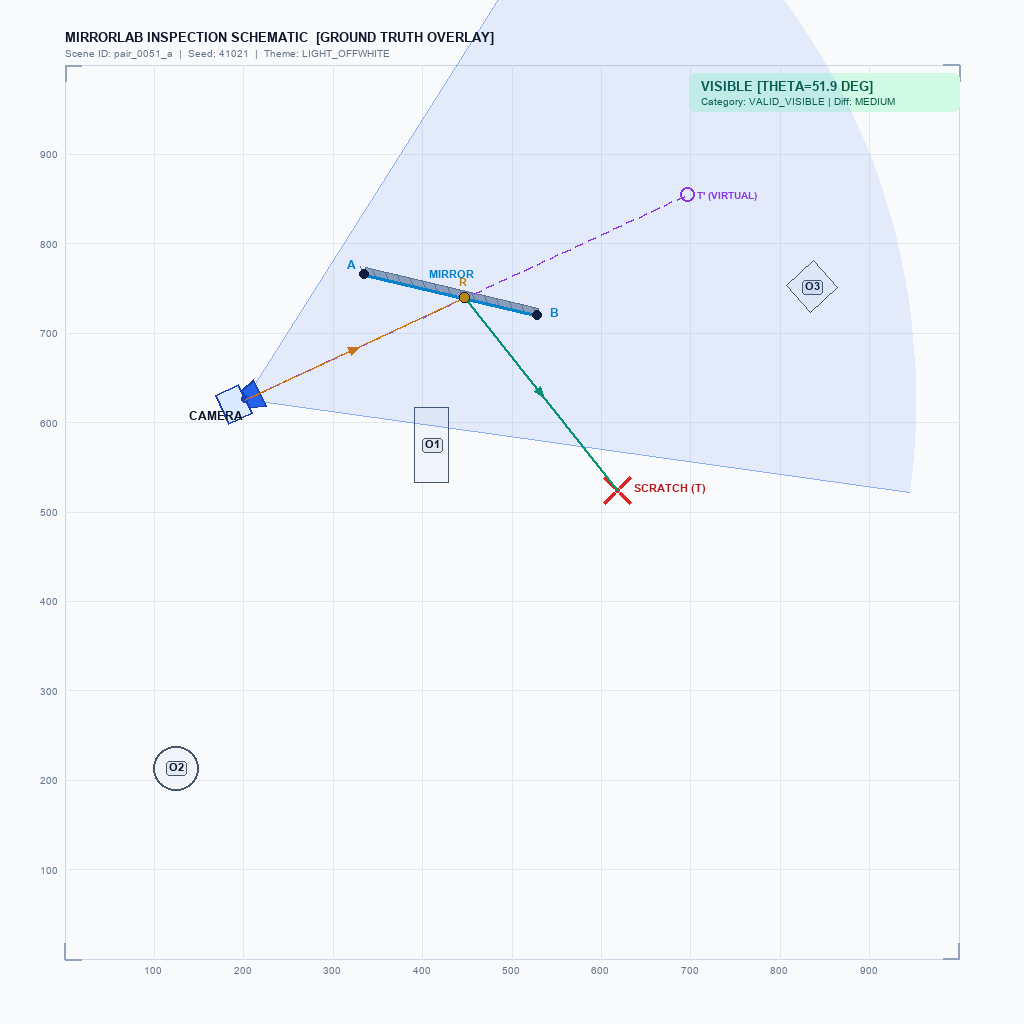 MIRRORLAB INSPECTION SCHEMATIC  [GROUND TRUTH OVERLAY]
Scene ID: pair_0051_a  |  Seed: 41021  |  Theme: LIGHT_OFFWHITE
VISIBLE [THETA=51.9 DEG]
Category: VALID_VISIBLE | Diff: MEDIUM
900
T' (VIRTUAL)
800
A
MIRROR
R
O3
B
700
CAMERA
600
O1
SCRATCH (T)
500
400
300
O2
200
100
100 200 300 400 500 600 700 800 900